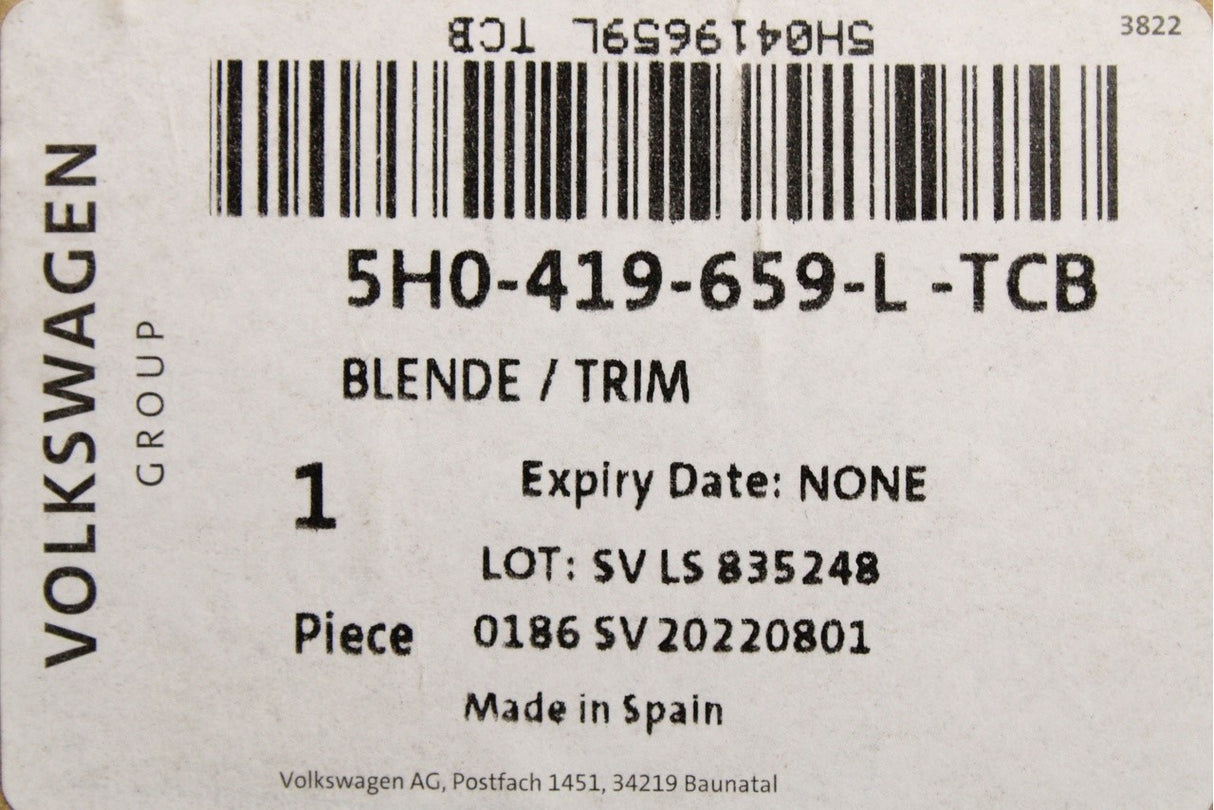 5H0419659L TCB
3822
VOLKSWAGEN
GROUP
5H0-419-659-L -TCB
BLENDE / TRIM
1
Expiry Date: NONE
LOT: SV LS 835248
Piece
0186 SV 20220801
Made in Spain
Volkswagen AG, Postfach 1451, 34219 Baunatal